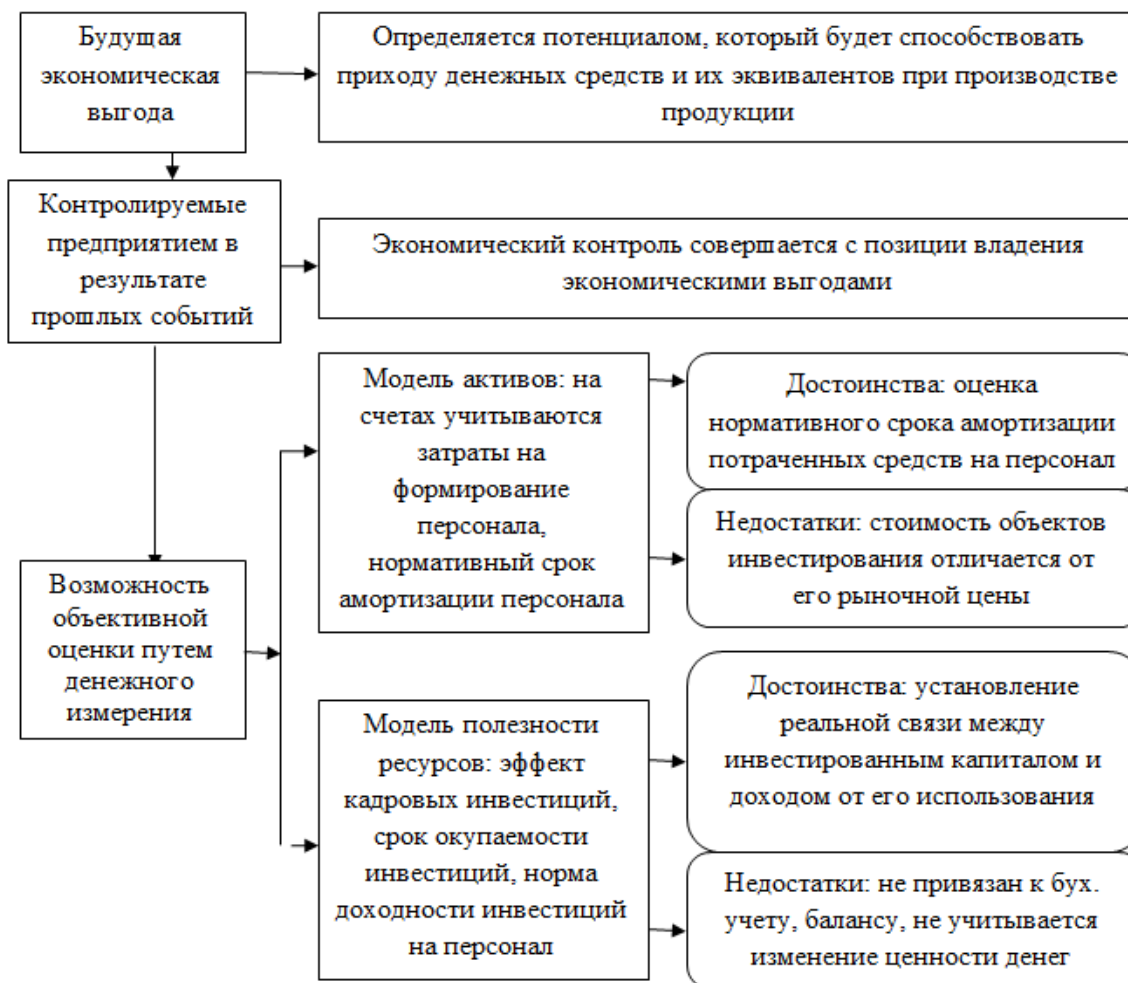 Будущая
экономическая
выгода
Определяется потенциалом, который будет способствовать
приходу денежных средств и их эквивалентов при производстве
продукции
Контролируемые
предприятием в
результате
прошлых событий
Экономический контроль совершается с позиции владения
экономическими выгодами
Возможность
объективной
оценки путем
денежного
измерения
Модель активов: на
счетах учитываются
затраты на
формирование
персонала,
нормативный срок
амортизации персонала
Достоинства: оценка
нормативного срока амортизации
потраченных средств на персонал
Недостатки: стоимость объектов
инвестирования отличается от
его рыночной цены
Модель полезности
ресурсов: эффект
кадровых инвестиций,
срок окупаемости
инвестиций, норма
доходности инвестиций
на персонал
Достоинства: установление
реальной связи между
инвестированным капиталом и
доходом от его использования
Недостатки: не привязан к бух.
учету, балансу, не учитывается
изменение ценности денег